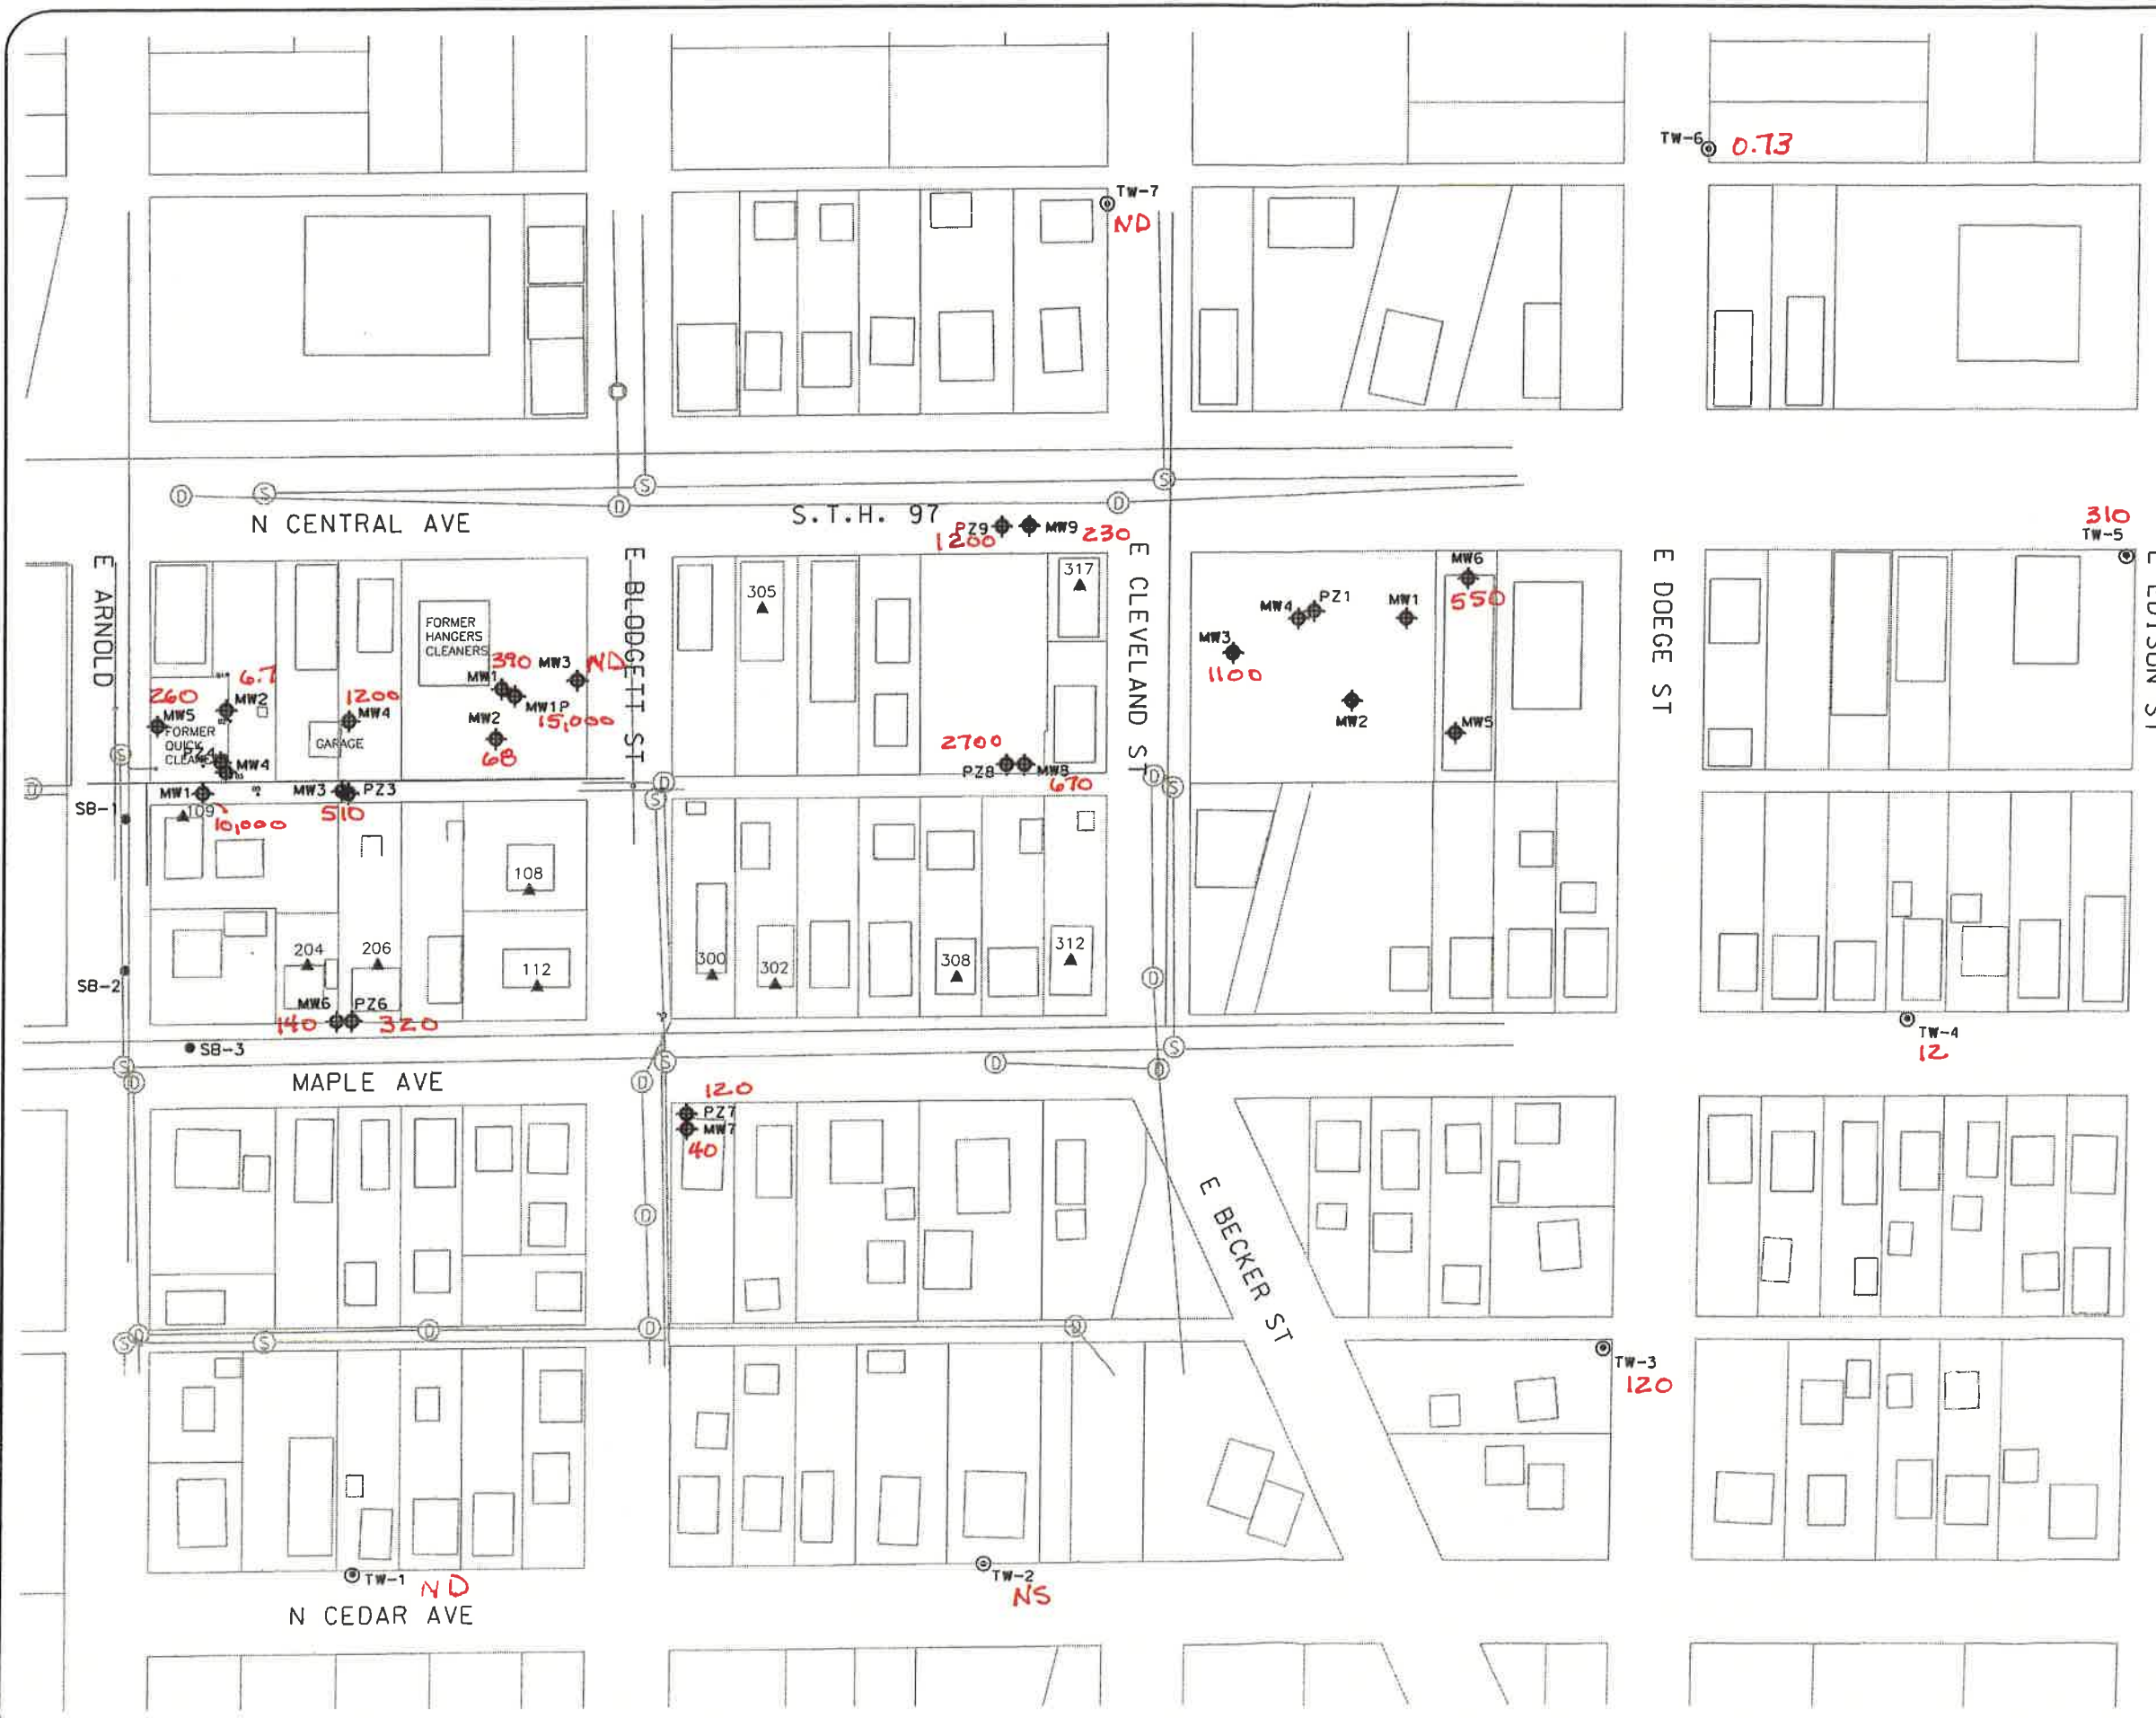 TW-6
0.73
TW-7
ND
N CENTRAL AVE
S.T.H. 97
PZ9
1200
MW9
230
310
TW-5
E ARNOLD
E BLODGETT ST
E CLEVELAND ST
E DOEGE ST
E EDISON ST
305
317
FORMER
HANGERS
CLEANERS
390
MW3
ND
MW1
MW1P
15,000
MW2
68
6.7
260
MW2
MW5
FORMER
QUICK
CLEANERS
PZ4
MW4
1200
MW4
GARAGE
MW1
109
10,000
MW3
PZ3
510
SB-1
SB-2
SB-3
2700
PZ8
MW8
670
MW6
550
MW4
PZ1
MW1
MW3
1100
MW2
MW5
108
112
204
206
MW6
PZ6
140
320
300
302
308
312
TW-4
12
MAPLE AVE
120
PZ7
MW7
40
E BECKER ST
TW-3
120
TW-1
ND
TW-2
NS
N CEDAR AVE
D
S
D
S
S
D
S
D
D
S
D
S
D
S
D
S
D
S
D
D
S
D
D
S
D
D
S
D
D
D